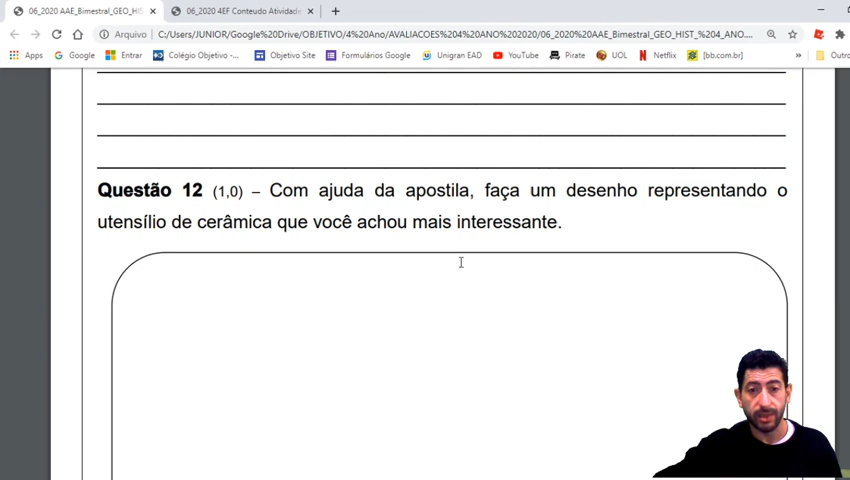 06_2020 AAE_Bimestral_GEO_HIS
06_2020 4EF Conteudo Atividade
Arquivo
C:/Users/JUNIOR/Google%20Drive/OBJETIVO/4%20Ano/AVALIACOES%204%20ANO%202020/06_2020%20AAE_Bimestral_GEO_HIST_%204_ANO....
Apps
Google
Entrar
Colégio Objetivo -...
Objetivo Site
Formulários Google
Unigran EAD
YouTube
Pirate
UOL
Netflix
[bb.com.br]
»
Outro
Questão 12 (1,0) – Com ajuda da apostila, faça um desenho representando o
utensílio de cerâmica que você achou mais interessante.